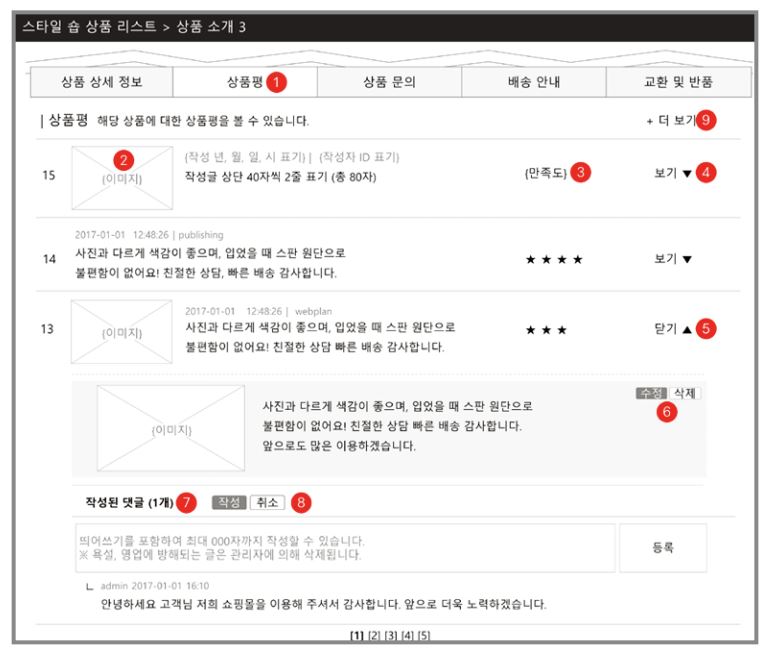 스타일 숍 상품 리스트 > 상품 소개 3
상품 상세 정보 상품평 1 상품 문의 배송 안내 교환 및 반품
| 상품평 해당 상품에 대한 상품평을 볼 수 있습니다. + 더 보기 9
15 2 {이미지} {작성 년, 월, 일, 시 표기} | {작성자 ID 표기}
작성글 상단 40자씩 2줄 표기 (총 80자) {만족도} 3 보기 ▼ 4
2017-01-01 12:48:26 | publishing
14 사진과 다르게 색감이 좋으며, 입었을 때 스판 원단으로
불편함이 없어요! 친절한 상담, 빠른 배송 감사합니다. ★ ★ ★ ★ 보기 ▼
2017-01-01 12:48:26 | webplan
13 {이미지} 사진과 다르게 색감이 좋으며, 입었을 때 스판 원단으로 ★ ★ ★ 닫기 ▲ 5
불편함이 없어요! 친절한 상담 빠른 배송 감사합니다.
수정 삭제
6
{이미지} 사진과 다르게 색감이 좋으며, 입었을 때 스판 원단으로
불편함이 없어요! 친절한 상담 빠른 배송 감사합니다.
앞으로도 많은 이용하겠습니다.
작성된 댓글 (1개) 7 작성 취소 8
띄어쓰기를 포함하여 최대 000자까지 작성할 수 있습니다.
※ 욕설, 영업에 방해되는 글은 관리자에 의해 삭제됩니다.
등록
ㄴ admin 2017-01-01 16:10
안녕하세요 고객님 저희 쇼핑몰을 이용해 주셔서 감사합니다. 앞으로 더욱 노력하겠습니다.
[1] [2] [3] [4] [5]